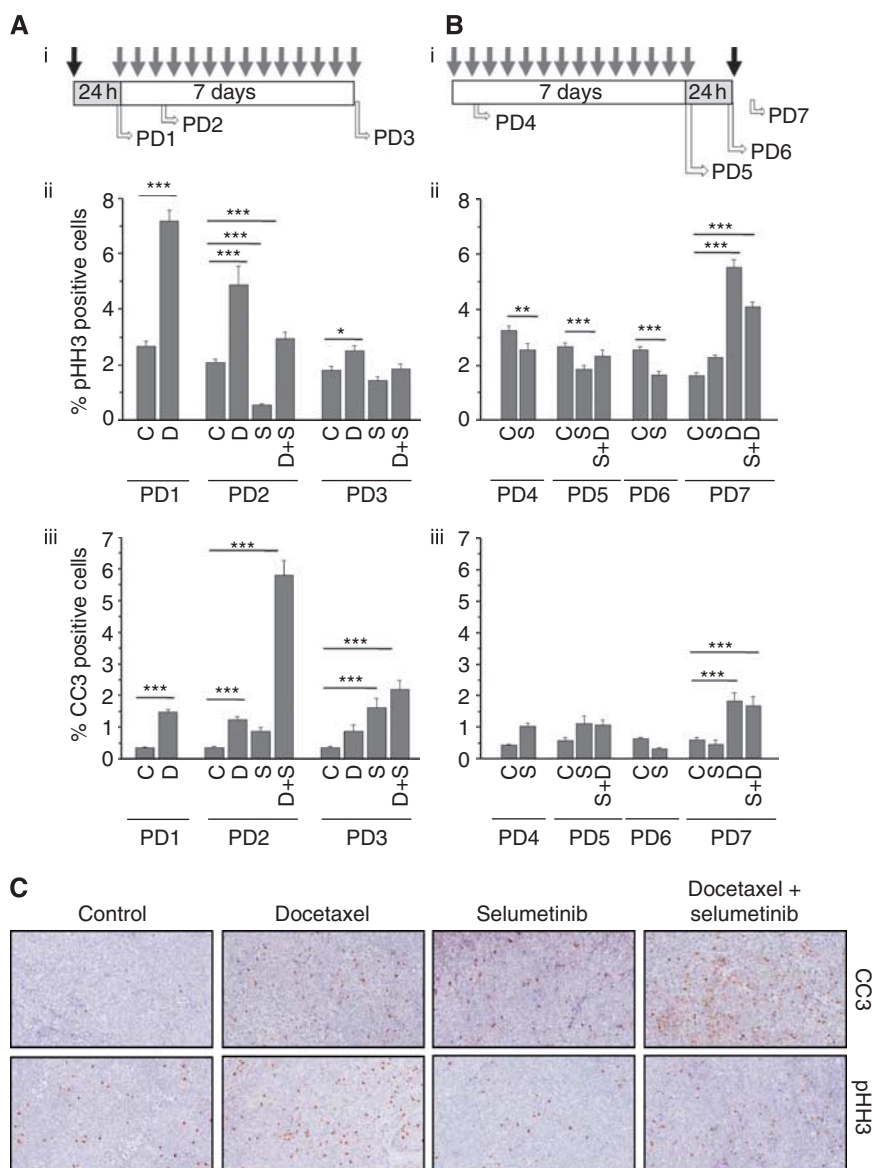 A
i
24 h
7 days
PD1
PD2
PD3
ii
% pHH3 positive cells
8
6
4
2
0
***
***
***
***
*
C
D
C
D
S
D+S
C
D
S
D+S
PD1
PD2
PD3
iii
% CC3 positive cells
7
6
5
4
3
2
1
0
***
***
***
***
***
C
D
C
D
S
D+S
C
D
S
D+S
PD1
PD2
PD3
B
i
7 days
24 h
PD4
PD7
PD6
PD5
ii
8
6
4
2
0
**
***
***
***
***
C
S
C
S
S+D
C
S
C
S
D
S+D
PD4
PD5
PD6
PD7
iii
7
6
5
4
3
2
1
0
***
***
C
S
C
S
S+D
C
S
C
S
D
S+D
PD4
PD5
PD6
PD7
C
Control
Docetaxel
Selumetinib
Docetaxel +
selumetinib
CC3
pHH3